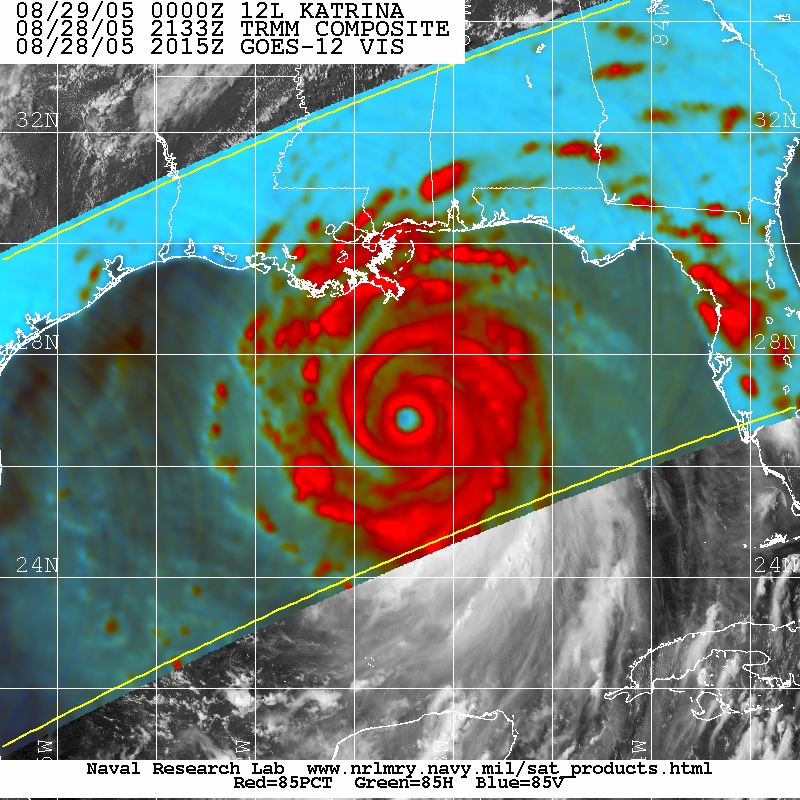 08/29/05 0000Z 12L KATRINA
08/28/05 2133Z TRMM COMPOSITE
08/28/05 2015Z GOES-12 VIS
84W
32N 32N
28N 28N
24N 24N
Naval Research Lab www.nrlmry.navy.mil/sat_products.html
Red=85PCT Green=85H Blue=85V